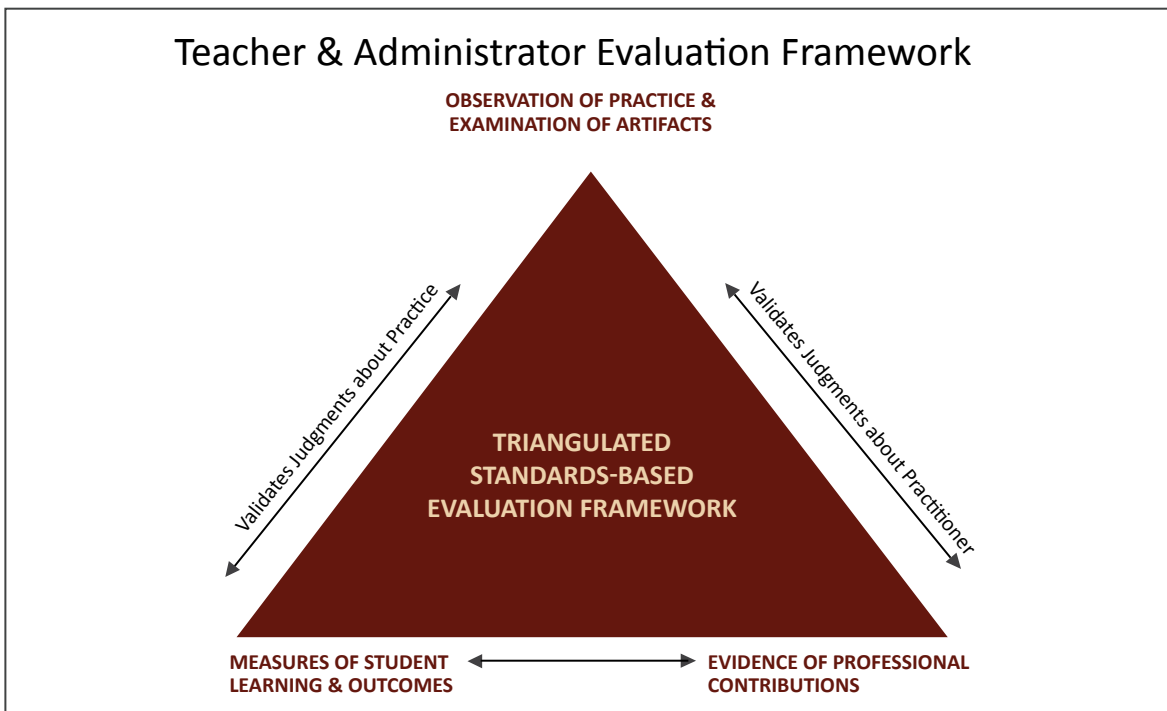 Teacher & Administrator Evaluation Framework
OBSERVATION OF PRACTICE &
EXAMINATION OF ARTIFACTS
Validates Judgments about Practice
Validates Judgments about Practitioner
TRIANGULATED
STANDARDS-BASED
EVALUATION FRAMEWORK
MEASURES OF STUDENT
LEARNING & OUTCOMES
EVIDENCE OF PROFESSIONAL
CONTRIBUTIONS